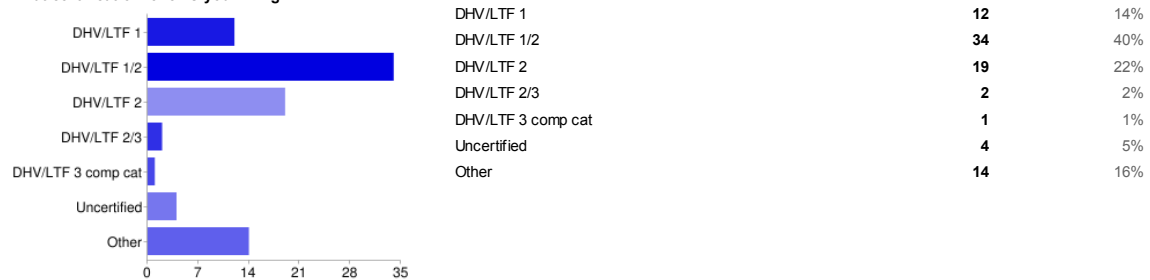 DHV/LTF 1
DHV/LTF 1/2
DHV/LTF 2
DHV/LTF 2/3
DHV/LTF 3 comp cat
Uncertified
Other
0 7 14 21 28 35
DHV/LTF 1 12 14%
DHV/LTF 1/2 34 40%
DHV/LTF 2 19 22%
DHV/LTF 2/3 2 2%
DHV/LTF 3 comp cat 1 1%
Uncertified 4 5%
Other 14 16%